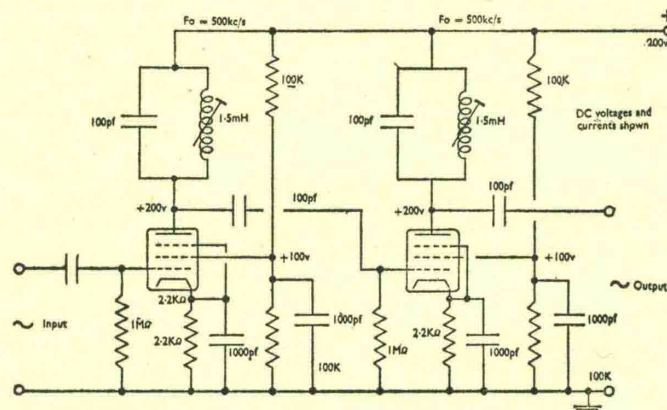 Fo = 500kc/s
Fo = 500kc/s
+
200v
100K
100K
100pf
1·5mH
100pf
1·5mH
DC voltages and
currents shown
100pf
+200v
100pf
+200v
+100v
+100v
2·2KΩ
~ Input
1MΩ
2·2KΩ
1000pf
1000pf
100K
1MΩ
2·2KΩ
1000pf
1000pf
~ Output
100K